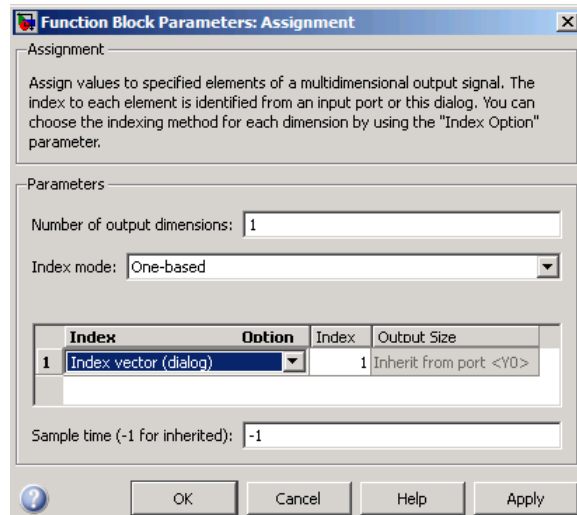 Function Block Parameters: Assignment
Assignment
Assign values to specified elements of a multidimensional output signal. The
index to each element is identified from an input port or this dialog. You can
choose the indexing method for each dimension by using the "Index Option"
parameter.
Parameters
Number of output dimensions: 1
Index mode: One-based
Index Option Index Output Size
1 Index vector (dialog) 1 Inherit from port <Y0>
Sample time (-1 for inherited): -1
OK Cancel Help Apply